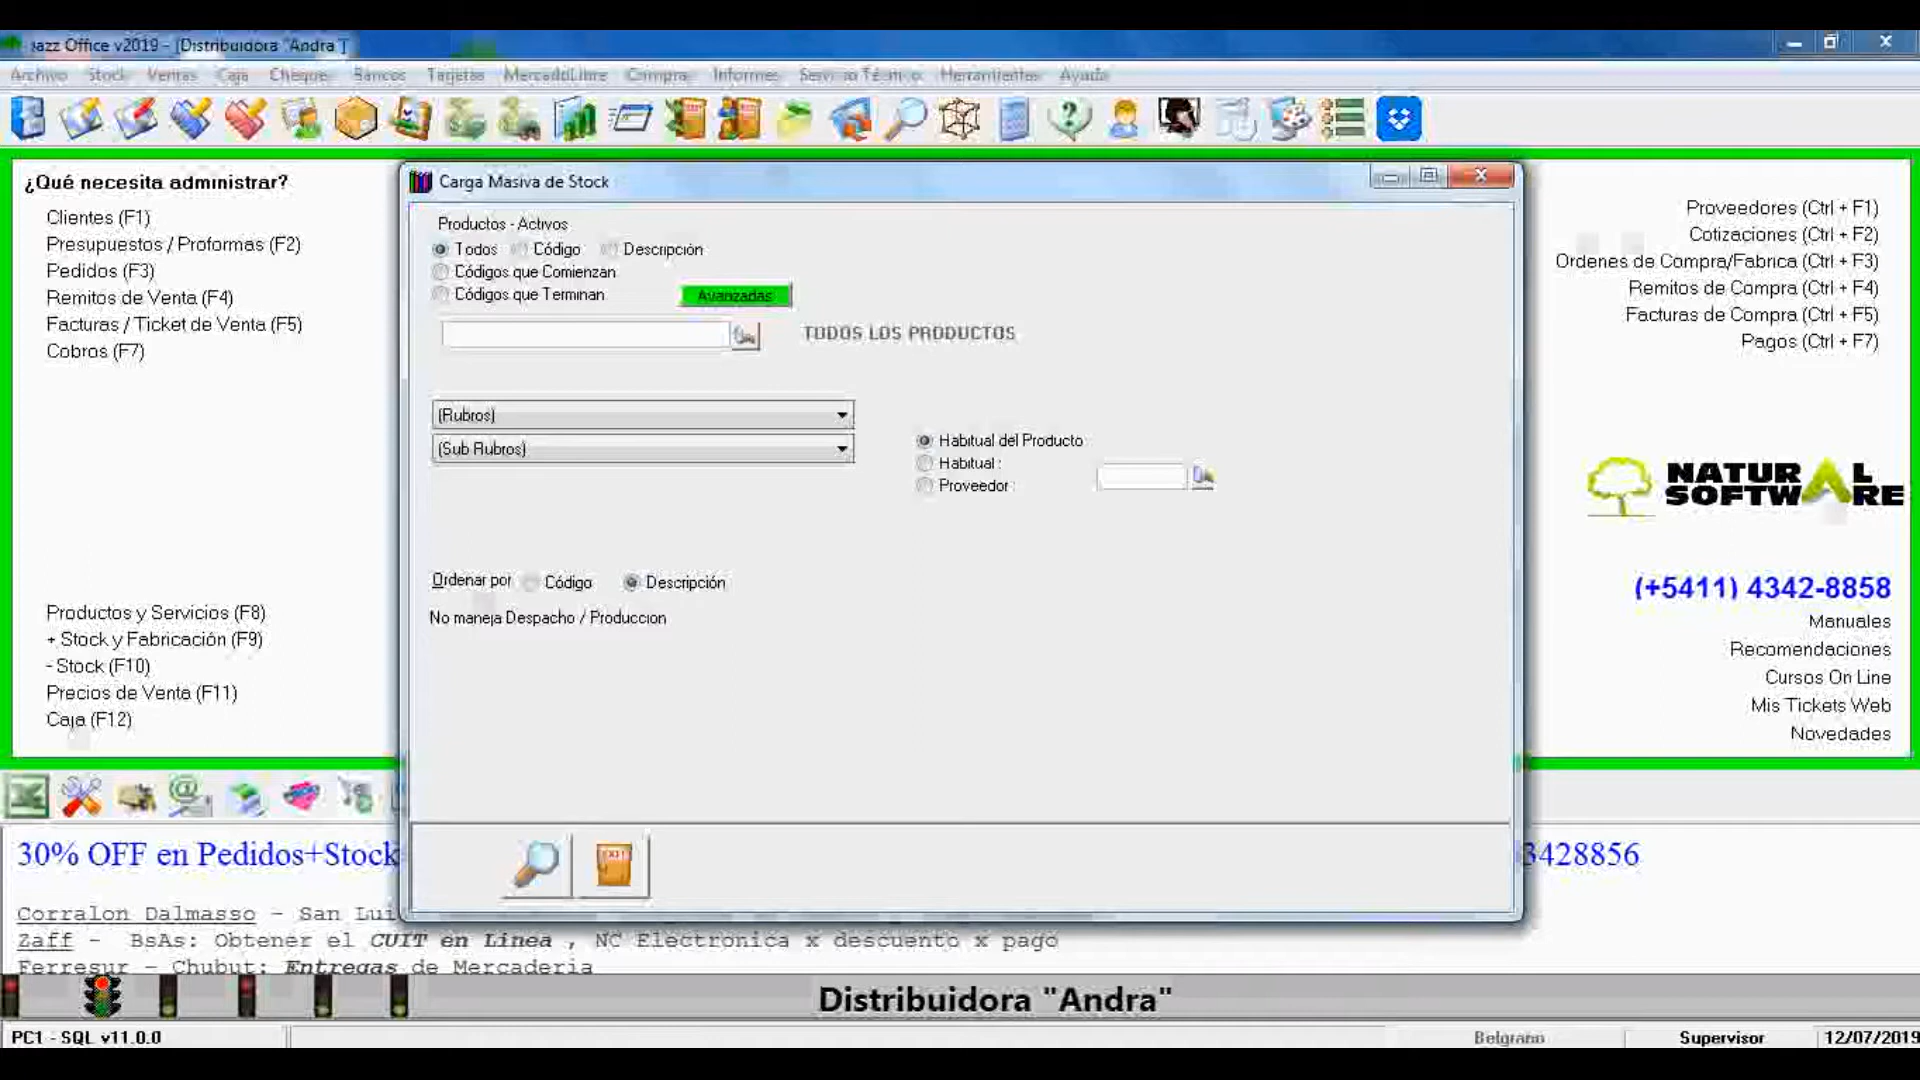 Jazz Office v2019 - [Distribuidora "Andra"]
Archivo Stock Ventas Caja Cheques Bancos Tarjetas MercadoLibre Compras Informes Servicio Técnico Herramientas Ayuda
¿Qué necesita administrar?
Clientes (F1)
Presupuestos / Proformas (F2)
Pedidos (F3)
Remitos de Venta (F4)
Facturas / Ticket de Venta (F5)
Cobros (F7)
Productos y Servicios (F8)
+ Stock y Fabricación (F9)
- Stock (F10)
Precios de Venta (F11)
Caja (F12)
Carga Masiva de Stock
Productos - Activos
Todos Código Descripción
Códigos que Comienzan
Códigos que Terminan
Avanzadas
TODOS LOS PRODUCTOS
(Rubros)
(Sub Rubros)
Habitual del Producto
Habitual :
Proveedor
Ordenar por Código Descripción
No maneja Despacho / Produccion
EXIT
Proveedores (Ctrl + F1)
Cotizaciones (Ctrl + F2)
Ordenes de Compra/Fabrica (Ctrl + F3)
Remitos de Compra (Ctrl + F4)
Facturas de Compra (Ctrl + F5)
Pagos (Ctrl + F7)
NATURAL
SOFTWARE
(+5411) 4342-8858
Manuales
Recomendaciones
Cursos On Line
Mis Tickets Web
Novedades
30% OFF en Pedidos+Stock 3428856
Corralon Dalmasso - San Lui
Zaff - BsAs: Obtener el CUIT en Linea , NC Electronica x descuento x pago
Ferresur - Chubut: Entregas de Mercaderia
Distribuidora "Andra"
PC1 - SQL v11.0.0 Belgrano Supervisor 12/07/2019